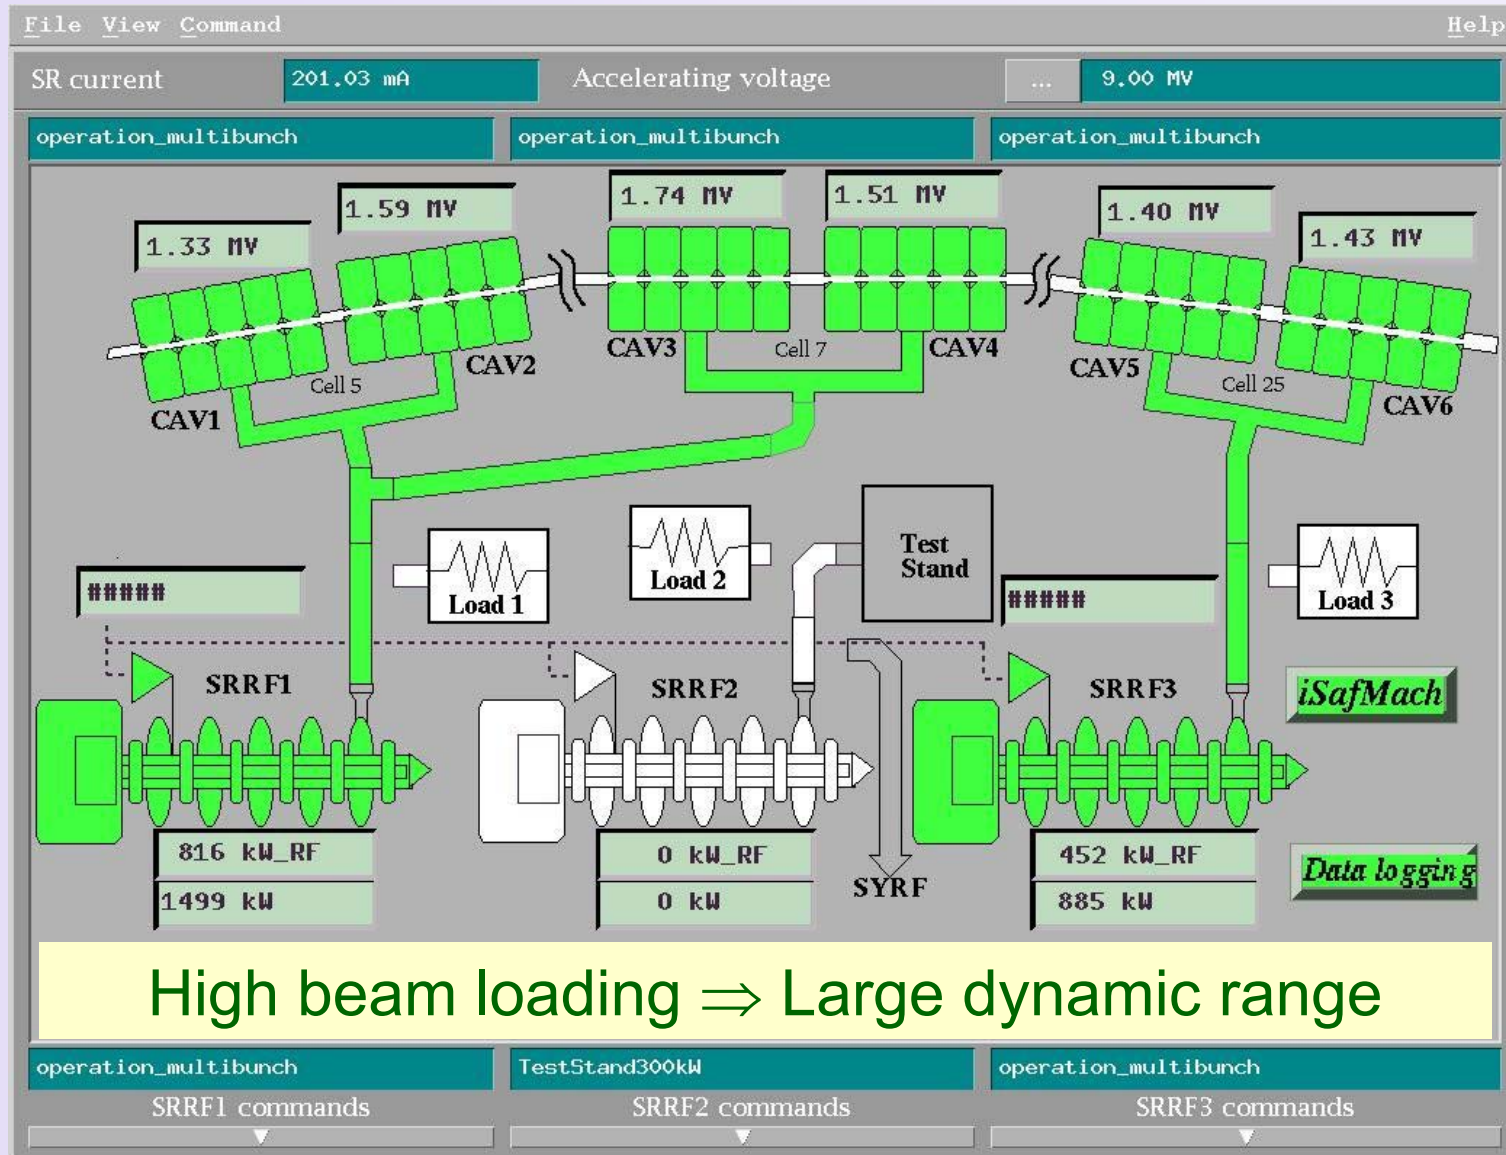 File View Command Help
SR current 201.03 mA Accelerating voltage ... 9.00 MV
operation_multibunch operation_multibunch operation_multibunch
1.33 MV
1.59 MV
1.74 MV
1.51 MV
1.40 MV
1.43 MV
CAV1
Cell 5
CAV2
CAV3
Cell 7
CAV4
CAV5
Cell 25
CAV6
Load 1
Load 2
Test
Stand
Load 3
#####
#####
SRRF1
SRRF2
SRRF3
iSafMach
816 kW_RF
1499 kW
0 kW_RF
0 kW
SYRF
452 kW_RF
885 kW
Data logging
High beam loading ⇒ Large dynamic range
operation_multibunch TestStand300kW operation_multibunch
SRRF1 commands SRRF2 commands SRRF3 commands